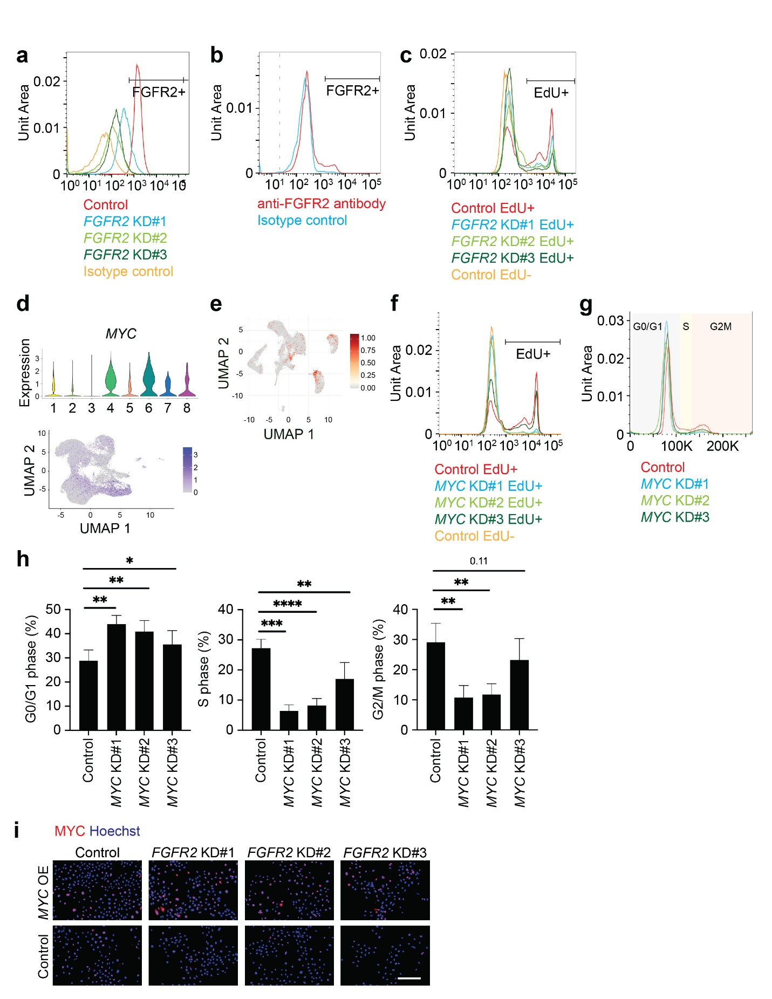 a
0.02
0.01
0
Unit Area
FGFR2+
10⁰ 10¹ 10² 10³ 10⁴ 10⁵
Control
FGFR2 KD#1
FGFR2 KD#2
FGFR2 KD#3
Isotype control
b
0.01
0
Unit Area
FGFR2+
10¹ 10² 10³ 10⁴ 10⁵
anti-FGFR2 antibody
Isotype control
c
0.02
0.01
0
Unit Area
EdU+
10⁰ 10¹ 10² 10³ 10⁴ 10⁵
Control EdU+
FGFR2 KD#1 EdU+
FGFR2 KD#2 EdU+
FGFR2 KD#3 EdU+
Control EdU-
d
MYC
Expression
3
2
1
0
1 2 3 4 5 6 7 8
UMAP 2
10
5
0
-5
-5 0 5 10
UMAP 1
3
2
1
0
e
UMAP 2
5
0
-5
-10
-10 -5 0 5 10
UMAP 1
1.00
0.75
0.50
0.25
0.00
f
0.02
0.01
0
Unit Area
EdU+
10⁰ 10¹ 10² 10³ 10⁴ 10⁵
Control EdU+
MYC KD#1 EdU+
MYC KD#2 EdU+
MYC KD#3 EdU+
Control EdU-
g
0.03
0.02
0.01
0
Unit Area
G0/G1 S G2M
0 100K 200K
Control
MYC KD#1
MYC KD#2
MYC KD#3
h
*
**
**
50
40
30
20
10
0
G0/G1 phase (%)
Control
MYC KD#1
MYC KD#2
MYC KD#3
**
****
***
40
30
20
10
0
S phase (%)
Control
MYC KD#1
MYC KD#2
MYC KD#3
0.11
**
**
40
30
20
10
0
G2/M phase (%)
Control
MYC KD#1
MYC KD#2
MYC KD#3
i
MYC Hoechst
Control FGFR2 KD#1 FGFR2 KD#2 FGFR2 KD#3
MYC OE
Control